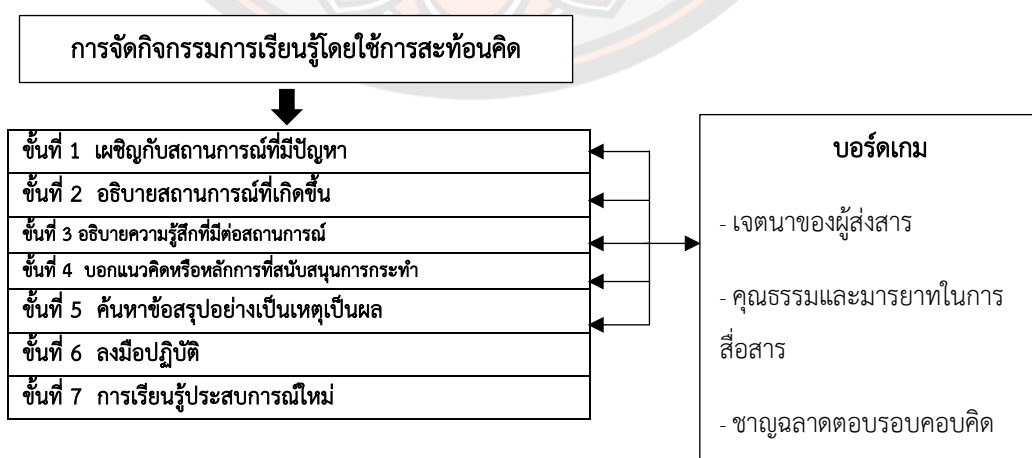 การจัดกิจกรรมการเรียนรู้โดยใช้การสะท้อนคิด
ขั้นที่ 1 เผชิญกับสถานการณ์ที่มีปัญหา
ขั้นที่ 2 อธิบายสถานการณ์ที่เกิดขึ้น
ขั้นที่ 3 อธิบายความรู้สึกที่มีต่อสถานการณ์
ขั้นที่ 4 บอกแนวคิดหรือหลักการที่สนับสนุนการกระทำ
ขั้นที่ 5 ค้นหาข้อสรุปอย่างเป็นเหตุเป็นผล
ขั้นที่ 6 ลงมือปฏิบัติ
ขั้นที่ 7 การเรียนรู้ประสบการณ์ใหม่
บอร์ดเกม
- เจตนาของผู้ส่งสาร
- คุณธรรมและมารยาทในการ
สื่อสาร
- ชาญฉลาดตอบรอบคอบคิด